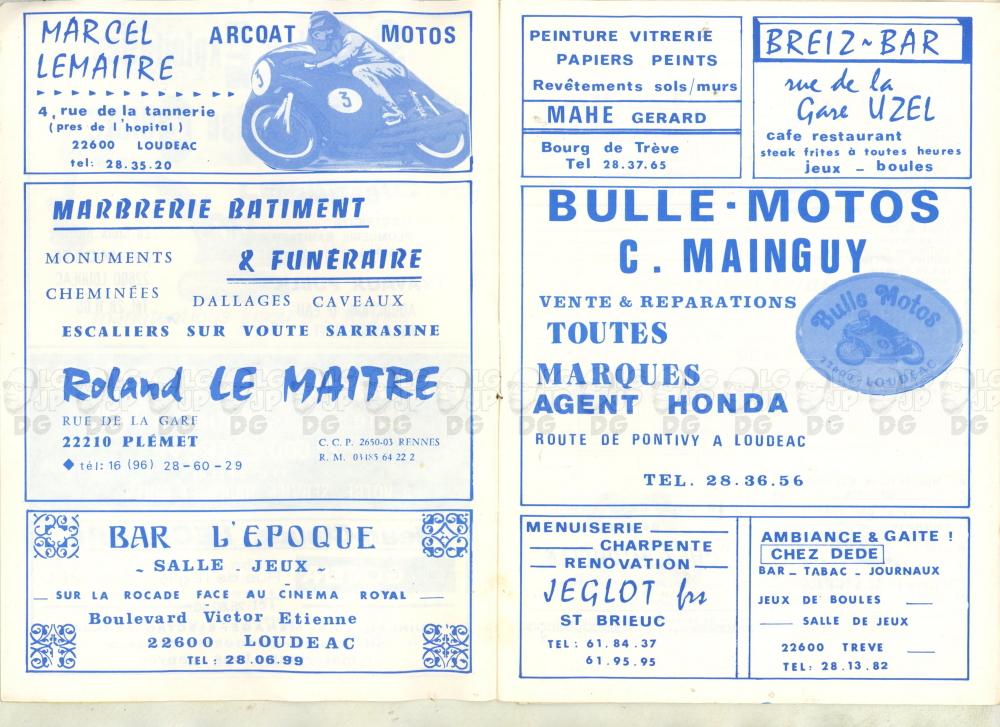 MARCEL LEMAITRE
ARCOAT MOTOS
3
4, rue de la tannerie
(pres de l'hopital)
22600 LOUDEAC
tel: 28.35.20
MARBRERIE BATIMENT
& FUNÉRAIRE
MONUMENTS
CHEMINÉES DALLAGES CAVEAUX
ESCALIERS SUR VOUTE SARRASINE
Roland LE MAITRE
RUE DE LA GARE
22210 PLÉMET
tél: 16 (96) 28-60-29
C. C. P. 2650-03 RENNES
R. M. 03485 64 22 2
BAR L'EPOQUE
~ SALLE . JEUX ~
SUR LA ROCADE FACE AU CINEMA ROYAL
Boulevard Victor Etienne
22600 LOUDEAC
TEL: 28.06.99
PEINTURE VITRERIE
PAPIERS PEINTS
Revêtements sols/murs
MAHE GERARD
Bourg de Trève
Tel 28.37.65
BREIZ~BAR
rue de la
Gare UZEL
cafe restaurant
steak frites à toutes heures
jeux - boules
BULLE-MOTOS
C. MAINGUY
VENTE & REPARATIONS
TOUTES
MARQUES
AGENT HONDA
Bulle Motos
22600-LOUDEAC
ROUTE DE PONTIVY A LOUDEAC
TEL. 28.36.56
MENUISERIE
CHARPENTE
RENOVATION
JEGLOT frs
ST BRIEUC
TEL: 61.84.37
61.95.95
AMBIANCE & GAITE !
CHEZ DEDE
BAR _ TABAC _ JOURNAUX
JEUX DE BOULES
SALLE DE JEUX
22600 TREVE
TEL: 28.13.82